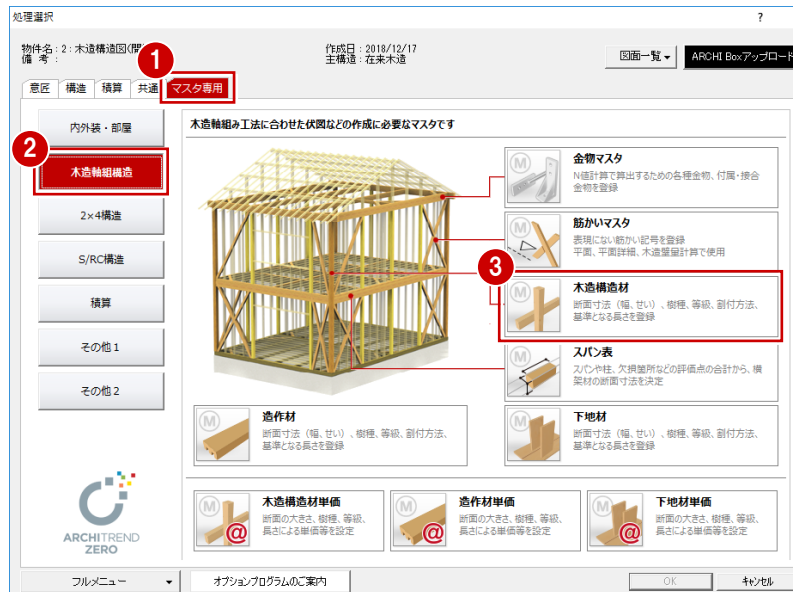 処理選択
?
物件名：2：木造構造図(開
備 考：
作成日：2018/12/17
主構造：在来木造
図面一覧
ARCHI Boxアップロード
1
意匠
構造
積算
共通
マスタ専用
2
内外装・部屋
木造軸組構造
2×4構造
S/RC構造
積算
その他1
その他2
木造軸組み工法に合わせた伏図などの作成に必要なマスタです
M
金物マスタ
N値計算で算出するための各種金物、付属・接合
金物を登録
筋かいマスタ
表現にない筋かい記号を登録
平面、平面詳細、木造壁量計算で使用
3
M
木造構造材
断面寸法（幅、せい）、樹種、等級、割付方法、
基準となる長さを登録
M
スパン表
スパンや柱、欠損箇所などの評価点の合計から、横
架材の断面寸法を決定
M
造作材
断面寸法（幅、せい）、樹種、等級、割付方法、
基準となる長さを登録
M
下地材
断面寸法（幅、せい）、樹種、等級、割付方法、
基準となる長さを登録
M
@
木造構造材単価
断面の大きさ、樹種、等級、
長さによる単価等を設定
M
@
造作材単価
断面の大きさ、樹種、等級、
長さによる単価等を設定
M
@
下地材単価
断面の大きさ、樹種、等級、
長さによる単価等を設定
ARCHITREND
ZERO
フルメニュー
オプションプログラムのご案内
OK
キャンセル